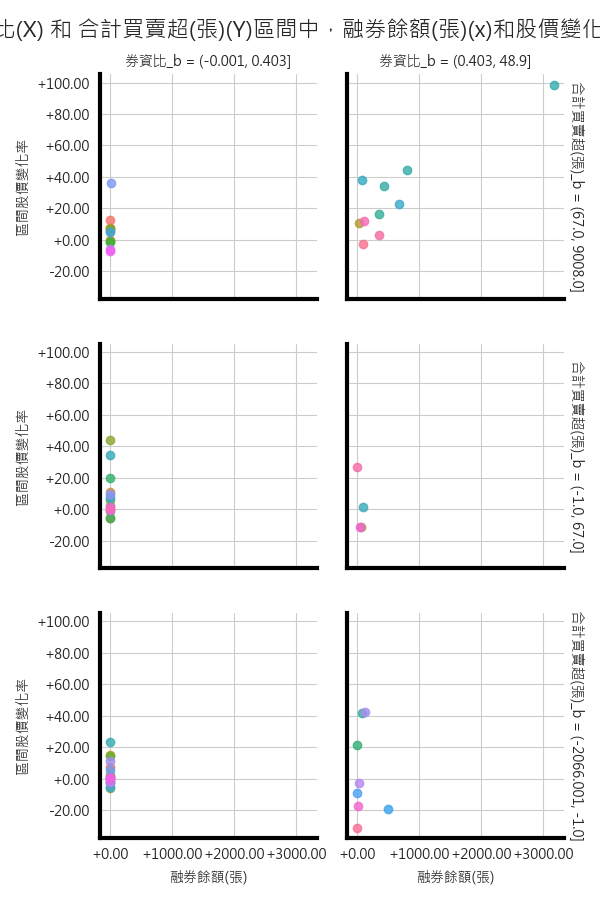 比(X) 和 合計買賣超(張)(Y)區間中，融券餘額(張)(x)和股價變化
券資比_b = (-0.001, 0.403]
券資比_b = (0.403, 48.9]
+100.00
+80.00
+60.00
+40.00
+20.00
+0.00
-20.00
區間股價變化率
合計買賣超(張)_b = (67.0, 9008.0]
+100.00
+80.00
+60.00
+40.00
+20.00
+0.00
-20.00
區間股價變化率
合計買賣超(張)_b = (-1.0, 67.0]
+100.00
+80.00
+60.00
+40.00
+20.00
+0.00
-20.00
區間股價變化率
合計買賣超(張)_b = (-2066.001, -1.0]
+0.00 +1000.00 +2000.00 +3000.00
+0.00 +1000.00 +2000.00 +3000.00
融券餘額(張)
融券餘額(張)